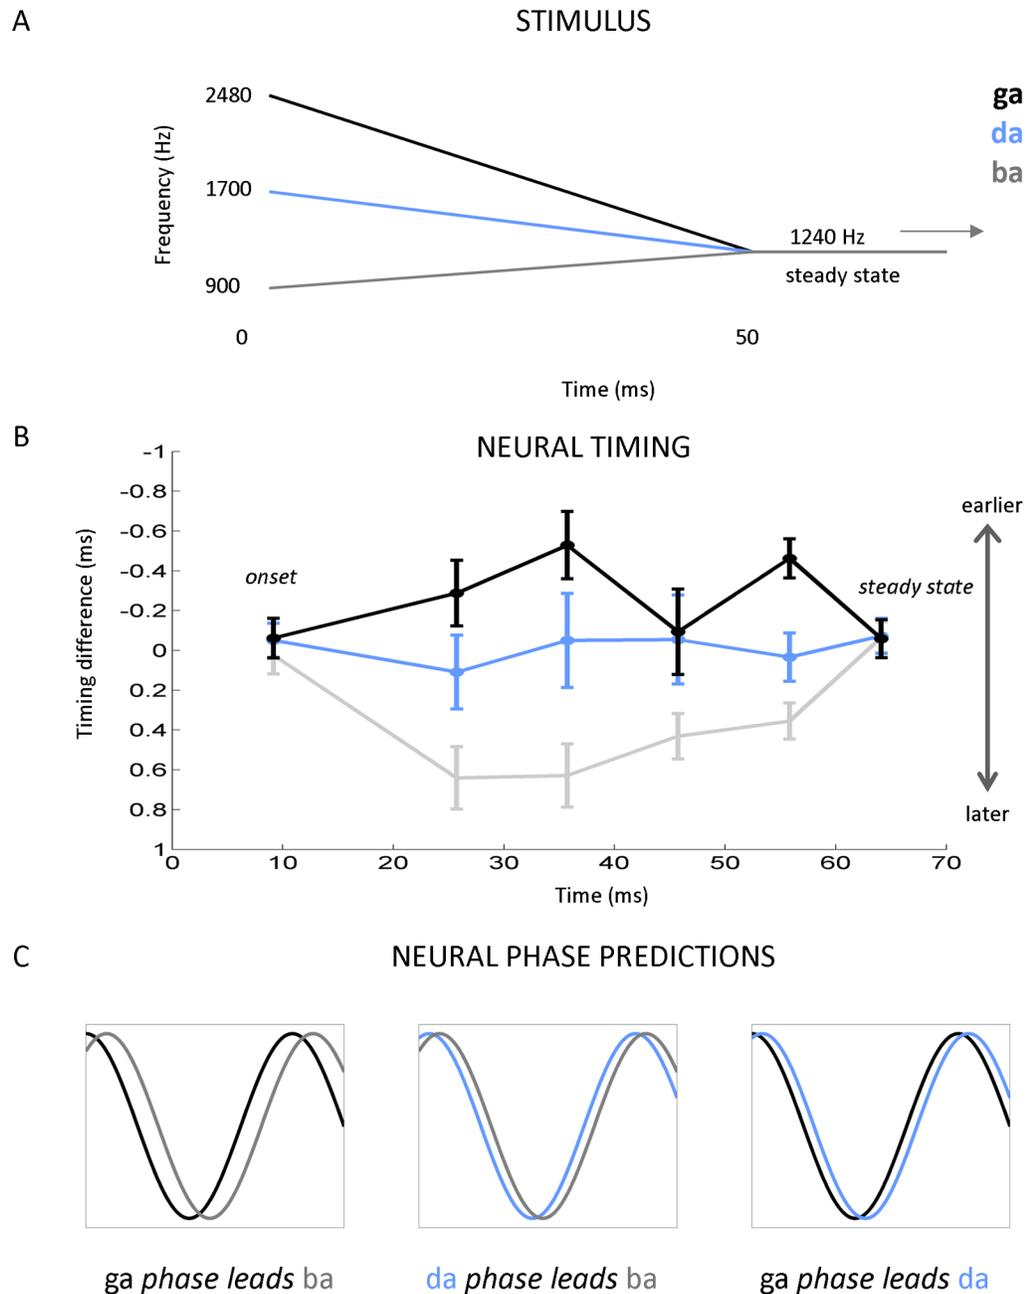 A
STIMULUS
Frequency (Hz)
2480
1700
900
ga
da
ba
1240 Hz
steady state
0
50
Time (ms)
B
NEURAL TIMING
Timing difference (ms)
-1
-0.8
-0.6
-0.4
-0.2
0
0.2
0.4
0.6
0.8
1
onset
steady state
earlier
later
0 10 20 30 40 50 60 70
Time (ms)
C
NEURAL PHASE PREDICTIONS
ga phase leads ba
da phase leads ba
ga phase leads da